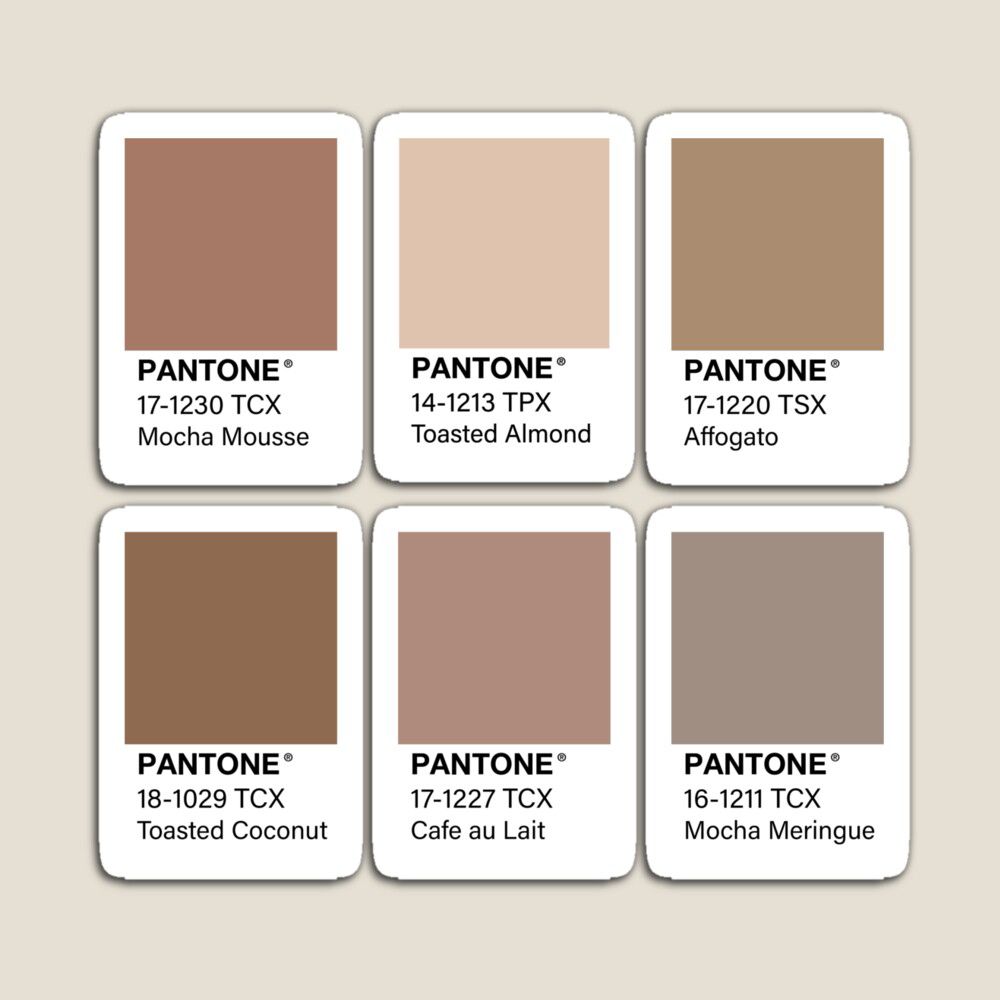 PANTONE®
17-1230 TCX
Mocha Mousse
PANTONE®
14-1213 TPX
Toasted Almond
PANTONE®
17-1220 TSX
Affogato
PANTONE®
18-1029 TCX
Toasted Coconut
PANTONE®
17-1227 TCX
Cafe au Lait
PANTONE®
16-1211 TCX
Mocha Meringue